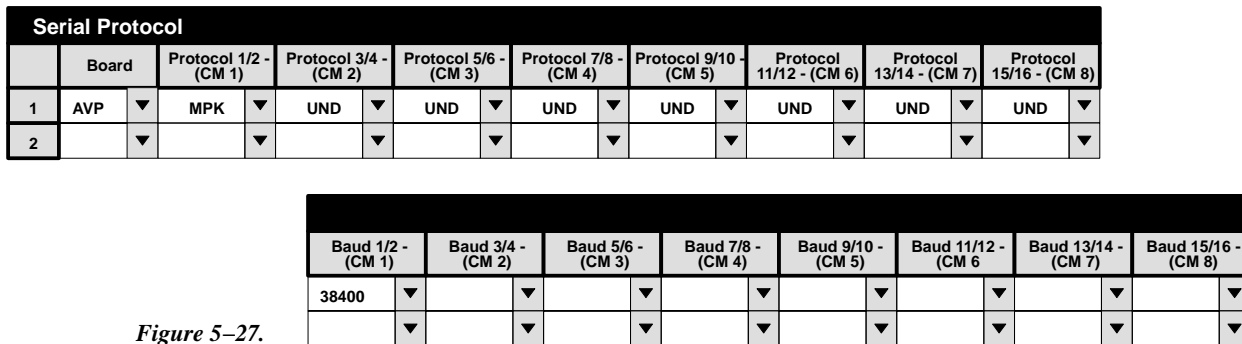 Serial Protocol
Board Protocol 1/2 - (CM 1) Protocol 3/4 - (CM 2) Protocol 5/6 - (CM 3) Protocol 7/8 - (CM 4) Protocol 9/10 - (CM 5) Protocol 11/12 - (CM 6) Protocol 13/14 - (CM 7) Protocol 15/16 - (CM 8)
1 AVP MPK UND UND UND UND UND UND UND
2
Baud 1/2 - (CM 1) Baud 3/4 - (CM 2) Baud 5/6 - (CM 3) Baud 7/8 - (CM 4) Baud 9/10 - (CM 5) Baud 11/12 - (CM 6 Baud 13/14 - (CM 7) Baud 15/16 - (CM 8)
38400
Figure 5–27.